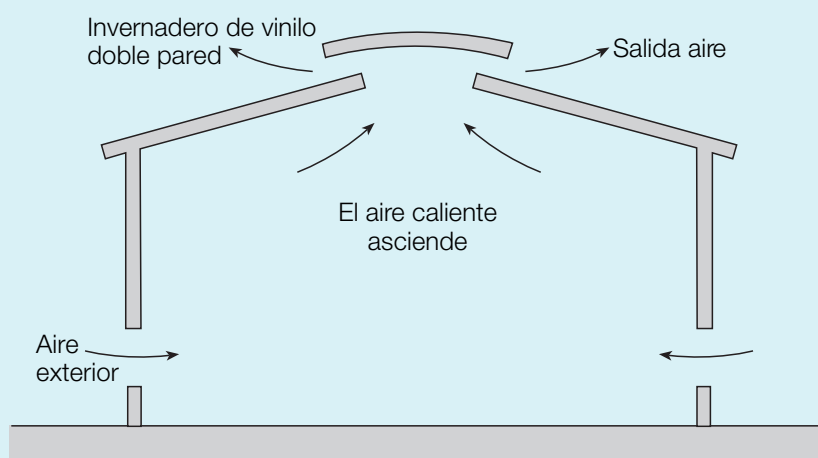 Invernadero de vinilo
doble pared
Salida aire
El aire caliente
asciende
Aire
exterior